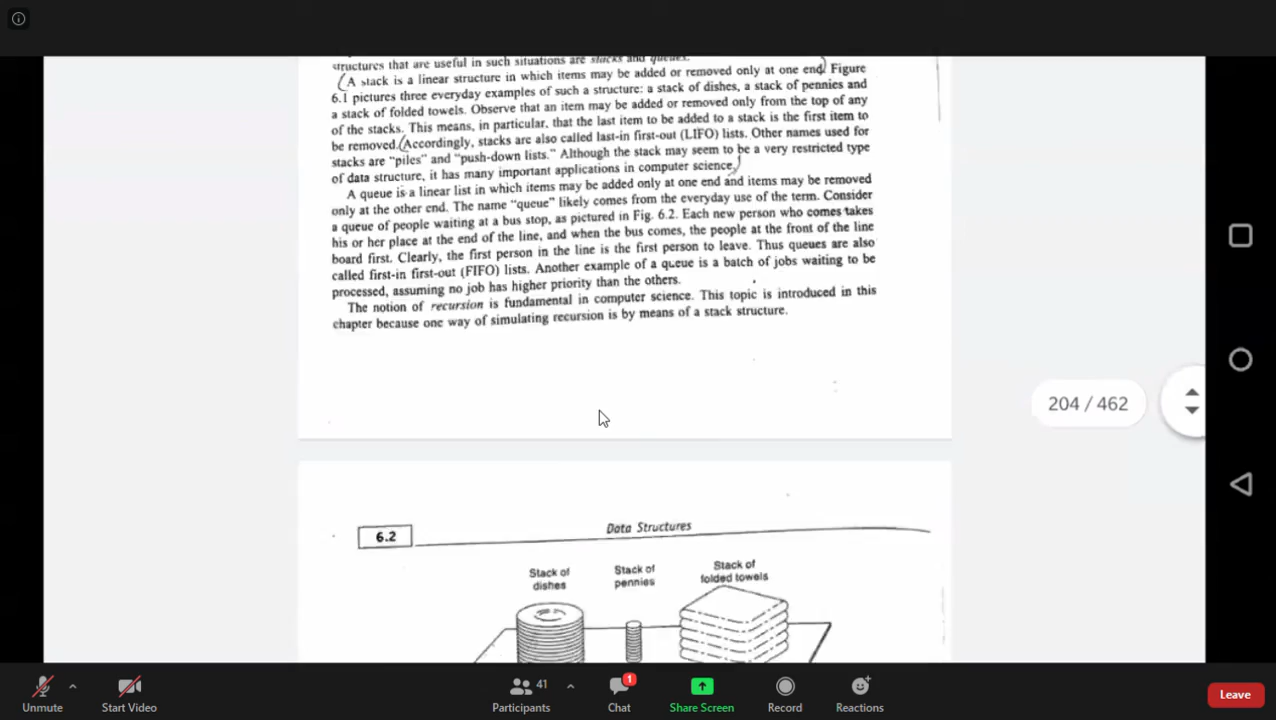 structures that are useful in such situations are stacks and queues.
(A stack is a linear structure in which items may be added or removed only at one end) Figure
6.1 pictures three everyday examples of such a structure: a stack of dishes, a stack of pennies and
a stack of folded towels. Observe that an item may be added or removed only from the top of any
of the stacks. This means, in particular, that the last item to be added to a stack is the first item to
be removed. (Accordingly, stacks are also called last-in first-out (LIFO) lists. Other names used for
stacks are “piles” and “push-down lists.” Although the stack may seem to be a very restricted type
of data structure, it has many important applications in computer science.)
A queue is a linear list in which items may be added only at one end and items may be removed
only at the other end. The name “queue” likely comes from the everyday use of the term. Consider
a queue of people waiting at a bus stop, as pictured in Fig. 6.2. Each new person who comes takes
his or her place at the end of the line, and when the bus comes, the people at the front of the line
board first. Clearly, the first person in the line is the first person to leave. Thus queues are also
called first-in first-out (FIFO) lists. Another example of a queue is a batch of jobs waiting to be
processed, assuming no job has higher priority than the others.
The notion of recursion is fundamental in computer science. This topic is introduced in this
chapter because one way of simulating recursion is by means of a stack structure.
204 / 462
6.2
Data Structures
Stack of
dishes
Stack of
pennies
Stack of
folded towels
Unmute
Start Video
41
Participants
1
Chat
Share Screen
Record
Reactions
Leave